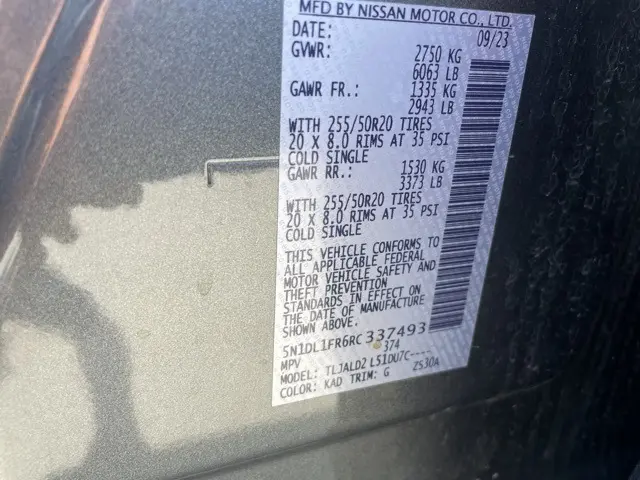 MFD BY NISSAN MOTOR CO., LTD.
DATE: 09/23
GVWR: 2750 KG
6063 LB
GAWR FR.: 1335 KG
2943 LB
WITH 255/50R20 TIRES
20 X 8.0 RIMS AT 35 PSI
COLD SINGLE
GAWR RR.: 1530 KG
3373 LB
WITH 255/50R20 TIRES
20 X 8.0 RIMS AT 35 PSI
COLD SINGLE
THIS VEHICLE CONFORMS TO
ALL APPLICABLE FEDERAL
MOTOR VEHICLE SAFETY AND
THEFT PREVENTION
STANDARDS IN EFFECT ON
THE DATE OF MANUFACTURE
SHOWN ABOVE.
5N1DL1FR6RC337493
MPV 374
MODEL: TLJALD2 L51DU7C----
COLOR: KAD TRIM: G ZS30A